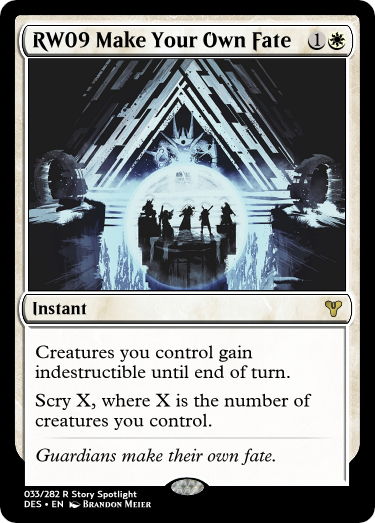 RW09 Make Your Own Fate 1
Instant
Creatures you control gain
indestructible until end of turn.
Scry X, where X is the number of
creatures you control.
Guardians make their own fate.
033/282 R Story Spotlight
DES • EN Brandon Meier